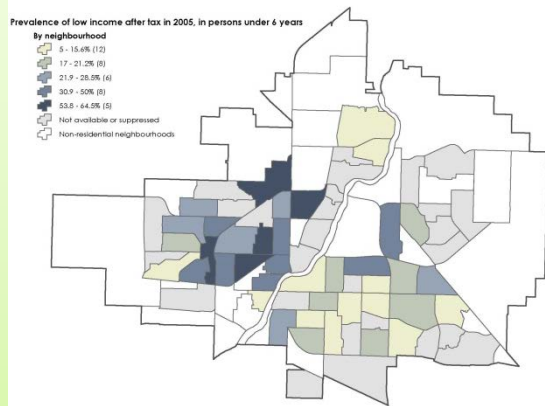 Prevalence of low income after tax in 2005, in persons under 6 years
By neighbourhood
5 - 15.6% (12)
17 - 21.2% (8)
21.9 - 28.5% (6)
30.9 - 50% (8)
53.8 - 64.5% (5)
Not available or suppressed
Non-residential neighbourhoods